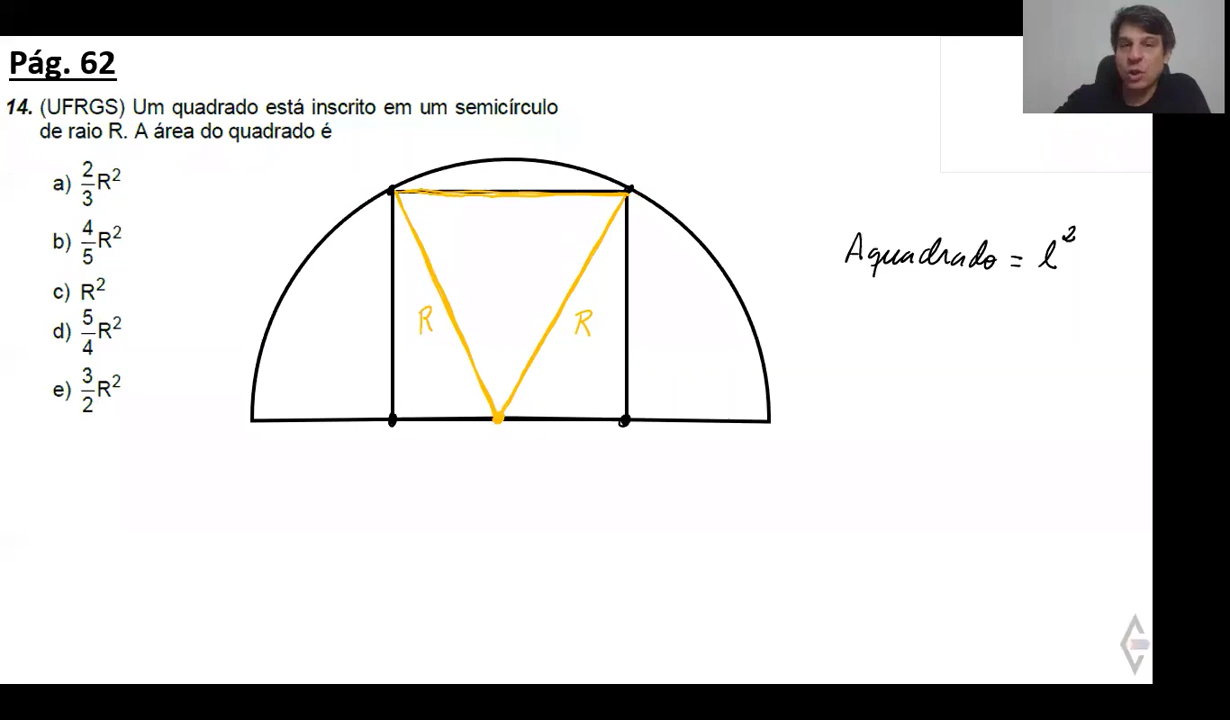 Pág. 62
14. (UFRGS) Um quadrado está inscrito em um semicírculo
de raio R. A área do quadrado é
a) 2/3 R²
b) 4/5 R²
c) R²
d) 5/4 R²
e) 3/2 R²
R R
Aquadrado = l²